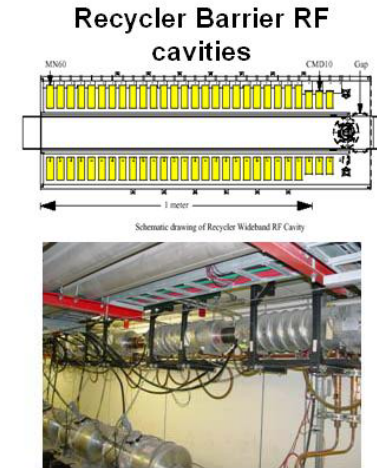 Recycler Barrier RF
cavities
MN60
CMD10
Gap
1 meter
Schematic drawing of Recycler Wideband RF Cavity